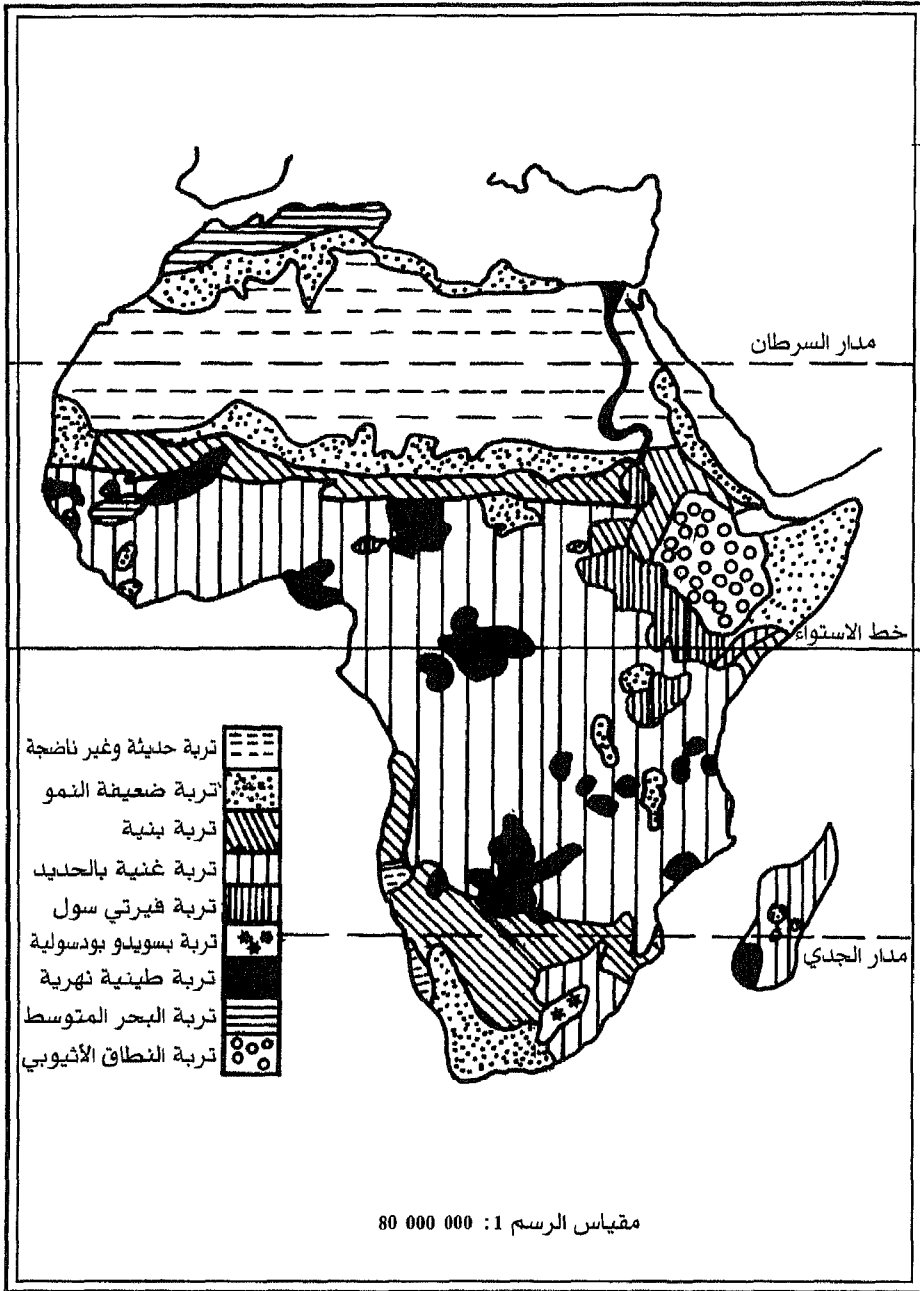 مدار السرطان
خط الاستواء
تربة حديثة وغير ناضجة
تربة ضعيفة النمو
تربة بنية
تربة غنية بالحديد
تربة فيرتي سول
تربة بسويدو بودسولية
تربة طينية نهرية
تربة البحر المتوسط
تربة النطاق الأثيوبي
مدار الجدي
مقياس الرسم 1 : 000 000 80